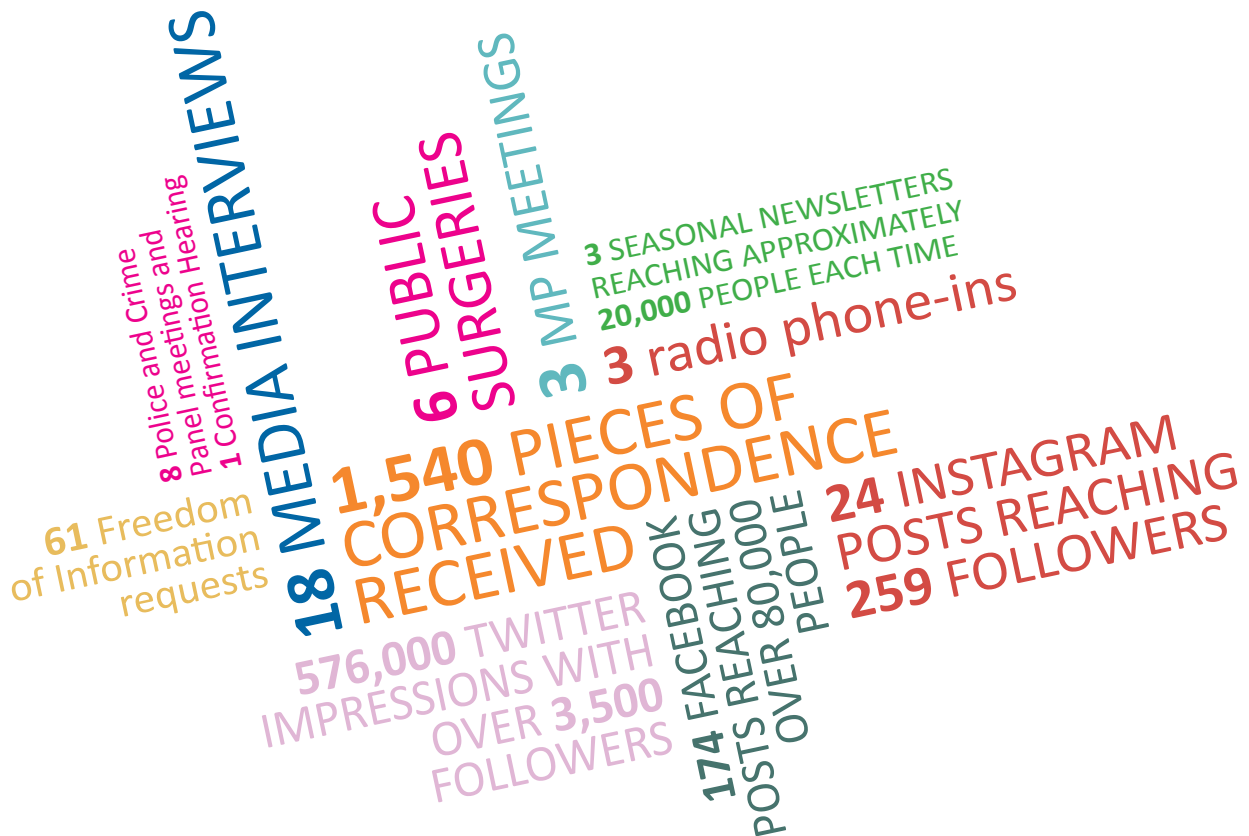 8 Police and Crime
Panel meetings and
1 Confirmation Hearing
18 MEDIA INTERVIEWS
6 PUBLIC
SURGERIES
3 MP MEETINGS
3 SEASONAL NEWSLETTERS
REACHING APPROXIMATELY
20,000 PEOPLE EACH TIME
3 radio phone-ins
1,540 PIECES OF
CORRESPONDENCE
RECEIVED
61 Freedom
of Information
requests
24 INSTAGRAM
POSTS REACHING
259 FOLLOWERS
576,000 TWITTER
IMPRESSIONS WITH
OVER 3,500
FOLLOWERS
174 FACEBOOK
POSTS REACHING
OVER 80,000
PEOPLE